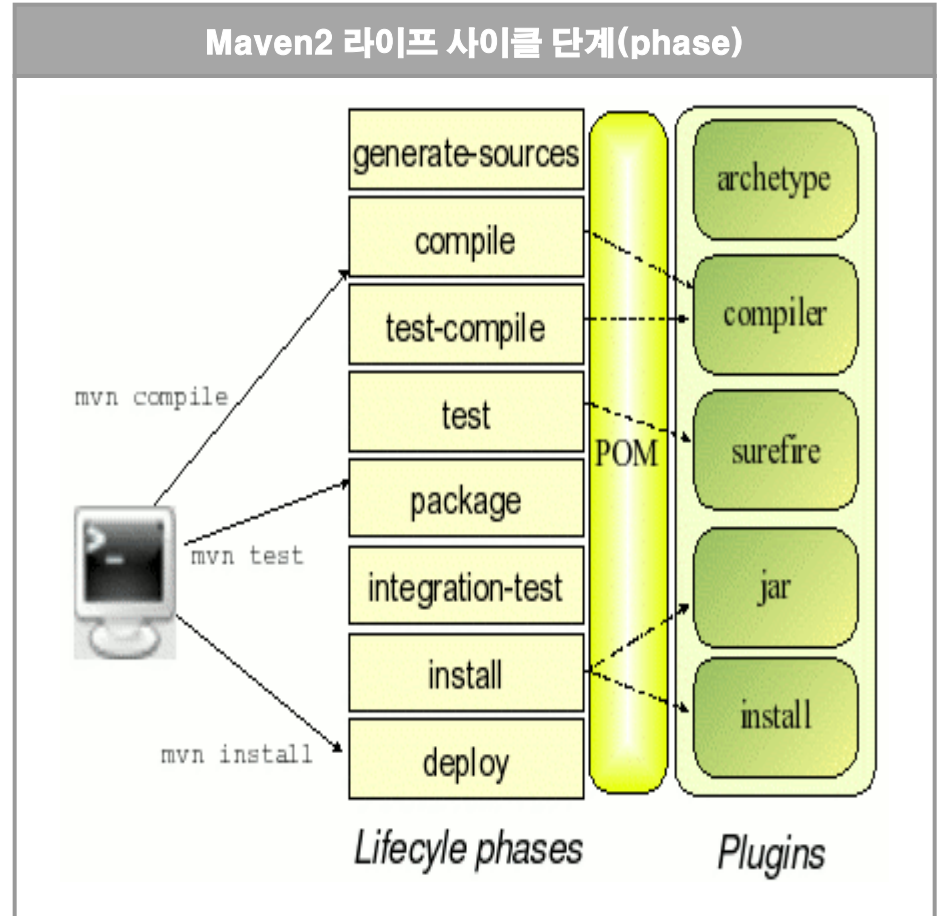 Maven2 라이프 사이클 단계(phase)
generate-sources
compile
test-compile
test
package
integration-test
install
deploy
Lifecyle phases
mvn compile
mvn test
mvn install
POM
archetype
compiler
surefire
jar
install
Plugins